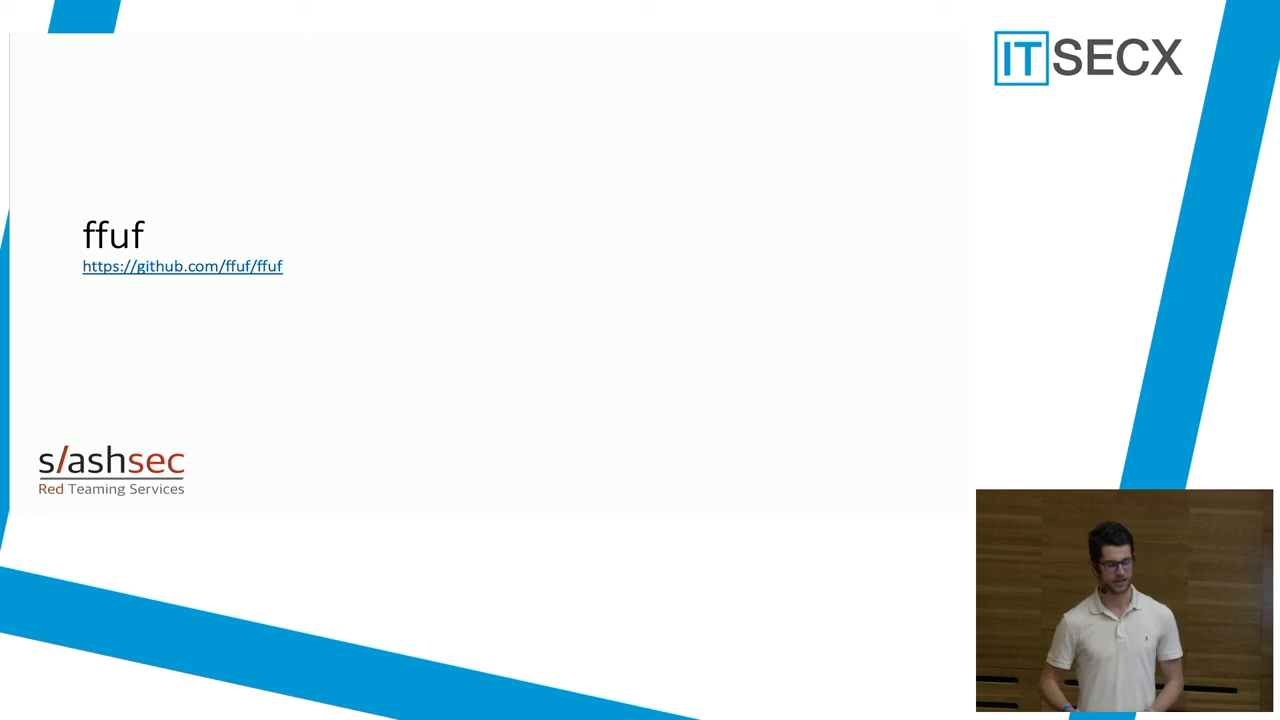 ITSECX
ffuf
https://github.com/ffuf/ffuf
s/ashsec
Red Teaming Services